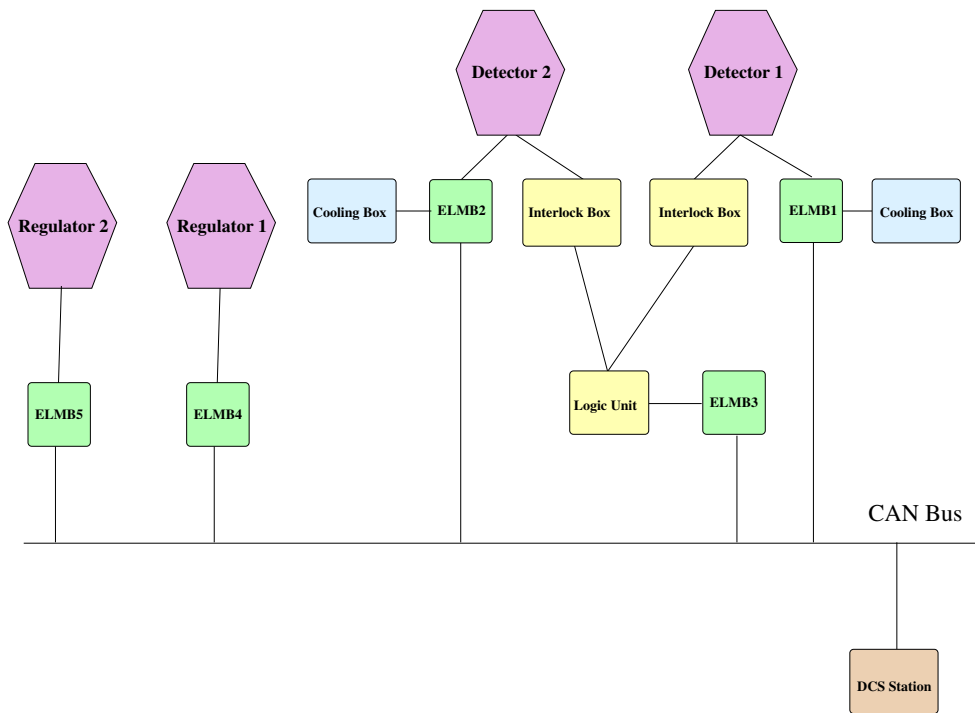 Detector 2
Detector 1
Regulator 2
Regulator 1
Cooling Box
ELMB2
Interlock Box
Interlock Box
ELMB1
Cooling Box
ELMB5
ELMB4
Logic Unit
ELMB3
CAN Bus
DCS Station